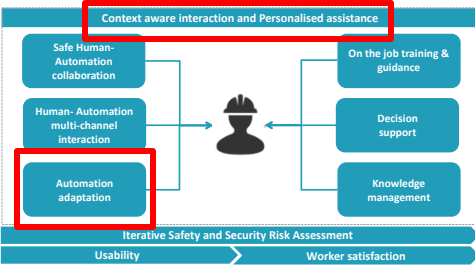 Context aware interaction and Personalised assistance
Safe Human-
Automation
collaboration
On the job training &
guidance
Human- Automation
multi-channel
interaction
Decision
support
Automation
adaptation
Knowledge
management
Iterative Safety and Security Risk Assessment
Usability
Worker satisfaction